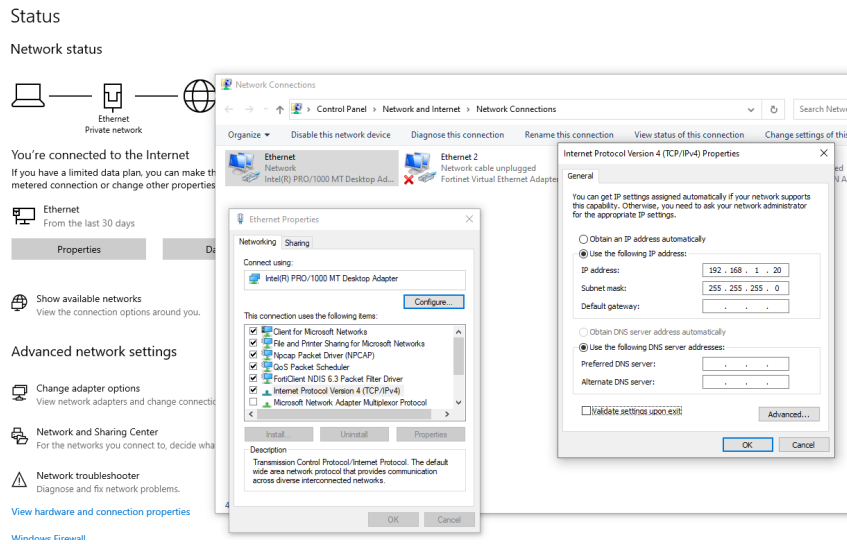 Status
Network status
Ethernet
Private network
You're connected to the Internet
If you have a limited data plan, you can make th
metered connection or change other properties
Ethernet
From the last 30 days
Properties
Da
Show available networks
View the connection options around you.
Advanced network settings
Change adapter options
View network adapters and change connectio
Network and Sharing Center
For the networks you connect to, decide wha
Network troubleshooter
Diagnose and fix network problems.
View hardware and connection properties
Windows Firewall
Network Connections
Control Panel > Network and Internet > Network Connections
Search Netw
Organize
Disable this network device
Diagnose this connection
Rename this connection
View status of this connection
Change settings of this
Ethernet
Network
Intel(R) PRO/1000 MT Desktop Ad...
Ethernet 2
Network cable unplugged
Fortinet Virtual Ethernet Adapte
ed
N A
4
Ethernet Properties
Networking
Sharing
Connect using:
Intel(R) PRO/1000 MT Desktop Adapter
Configure...
This connection uses the following items:
Client for Microsoft Networks
File and Printer Sharing for Microsoft Networks
Npcap Packet Driver (NPCAP)
QoS Packet Scheduler
FortiClient NDIS 6.3 Packet Filter Driver
Internet Protocol Version 4 (TCP/IPv4)
Microsoft Network Adapter Multiplexor Protocol
Install...
Uninstall
Properties
Description
Transmission Control Protocol/Internet Protocol. The default
wide area network protocol that provides communication
across diverse interconnected networks.
OK
Cancel
Internet Protocol Version 4 (TCP/IPv4) Properties
General
You can get IP settings assigned automatically if your network supports
this capability. Otherwise, you need to ask your network administrator
for the appropriate IP settings.
Obtain an IP address automatically
Use the following IP address:
IP address: 192 . 168 . 1 . 20
Subnet mask: 255 . 255 . 255 . 0
Default gateway: . . .
Obtain DNS server address automatically
Use the following DNS server addresses:
Preferred DNS server: . . .
Alternate DNS server: . . .
Validate settings upon exit
Advanced...
OK
Cancel